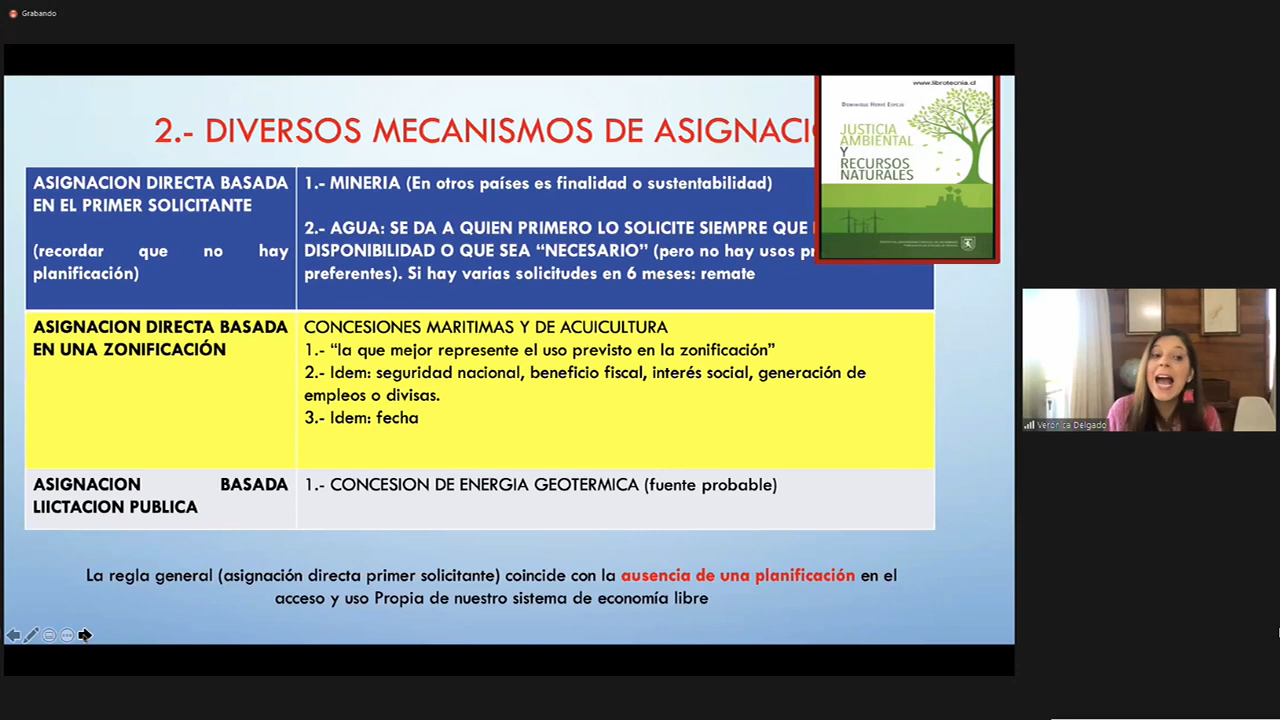 Grabando
2.- DIVERSOS MECANISMOS DE ASIGNACI
www.librotecnia.cl
JUSTICIA
AMBIENTAL
Y
RECURSOS
NATURALES
ASIGNACION DIRECTA BASADA
EN EL PRIMER SOLICITANTE
(recordar que no hay
planificación)
1.- MINERIA (En otros países es finalidad o sustentabilidad)
2.- AGUA: SE DA A QUIEN PRIMERO LO SOLICITE SIEMPRE QUE
DISPONIBILIDAD O QUE SEA “NECESARIO” (pero no hay usos
preferentes). Si hay varias solicitudes en 6 meses: remate
ASIGNACION DIRECTA BASADA
EN UNA ZONIFICACIÓN
CONCESIONES MARITIMAS Y DE ACUICULTURA
1.- “la que mejor represente el uso previsto en la zonificación”
2.- Idem: seguridad nacional, beneficio fiscal, interés social, generación de
empleos o divisas.
3.- Idem: fecha
ASIGNACION BASADA
LIICTACION PUBLICA
1.- CONCESION DE ENERGIA GEOTERMICA (fuente probable)
La regla general (asignación directa primer solicitante) coincide con la ausencia de una planificación en el
acceso y uso Propia de nuestro sistema de economía libre
Verónica Delgado